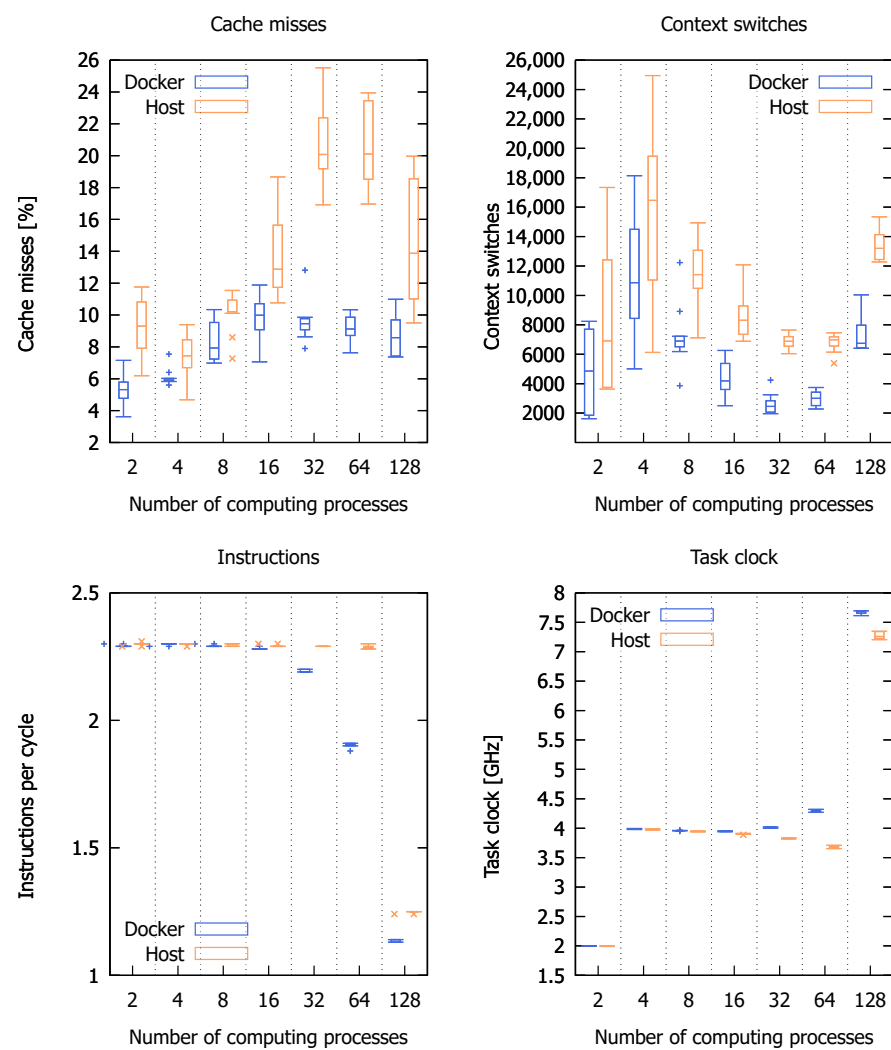 Cache misses
Cache misses [%]
26
24
22
20
18
16
14
12
10
8
6
4
2
Docker
Host
2 4 8 16 32 64 128
Number of computing processes
Context switches
Context switches
26,000
24,000
22,000
20,000
18,000
16,000
14,000
12,000
10,000
8000
6000
4000
2000
Docker
Host
2 4 8 16 32 64 128
Number of computing processes
Instructions
Instructions per cycle
2.5
2
1.5
1
Docker
Host
2 4 8 16 32 64 128
Number of computing processes
Task clock
Task clock [GHz]
8
7.5
7
6.5
6
5.5
5
4.5
4
3.5
3
2.5
2
1.5
Docker
Host
2 4 8 16 32 64 128
Number of computing processes